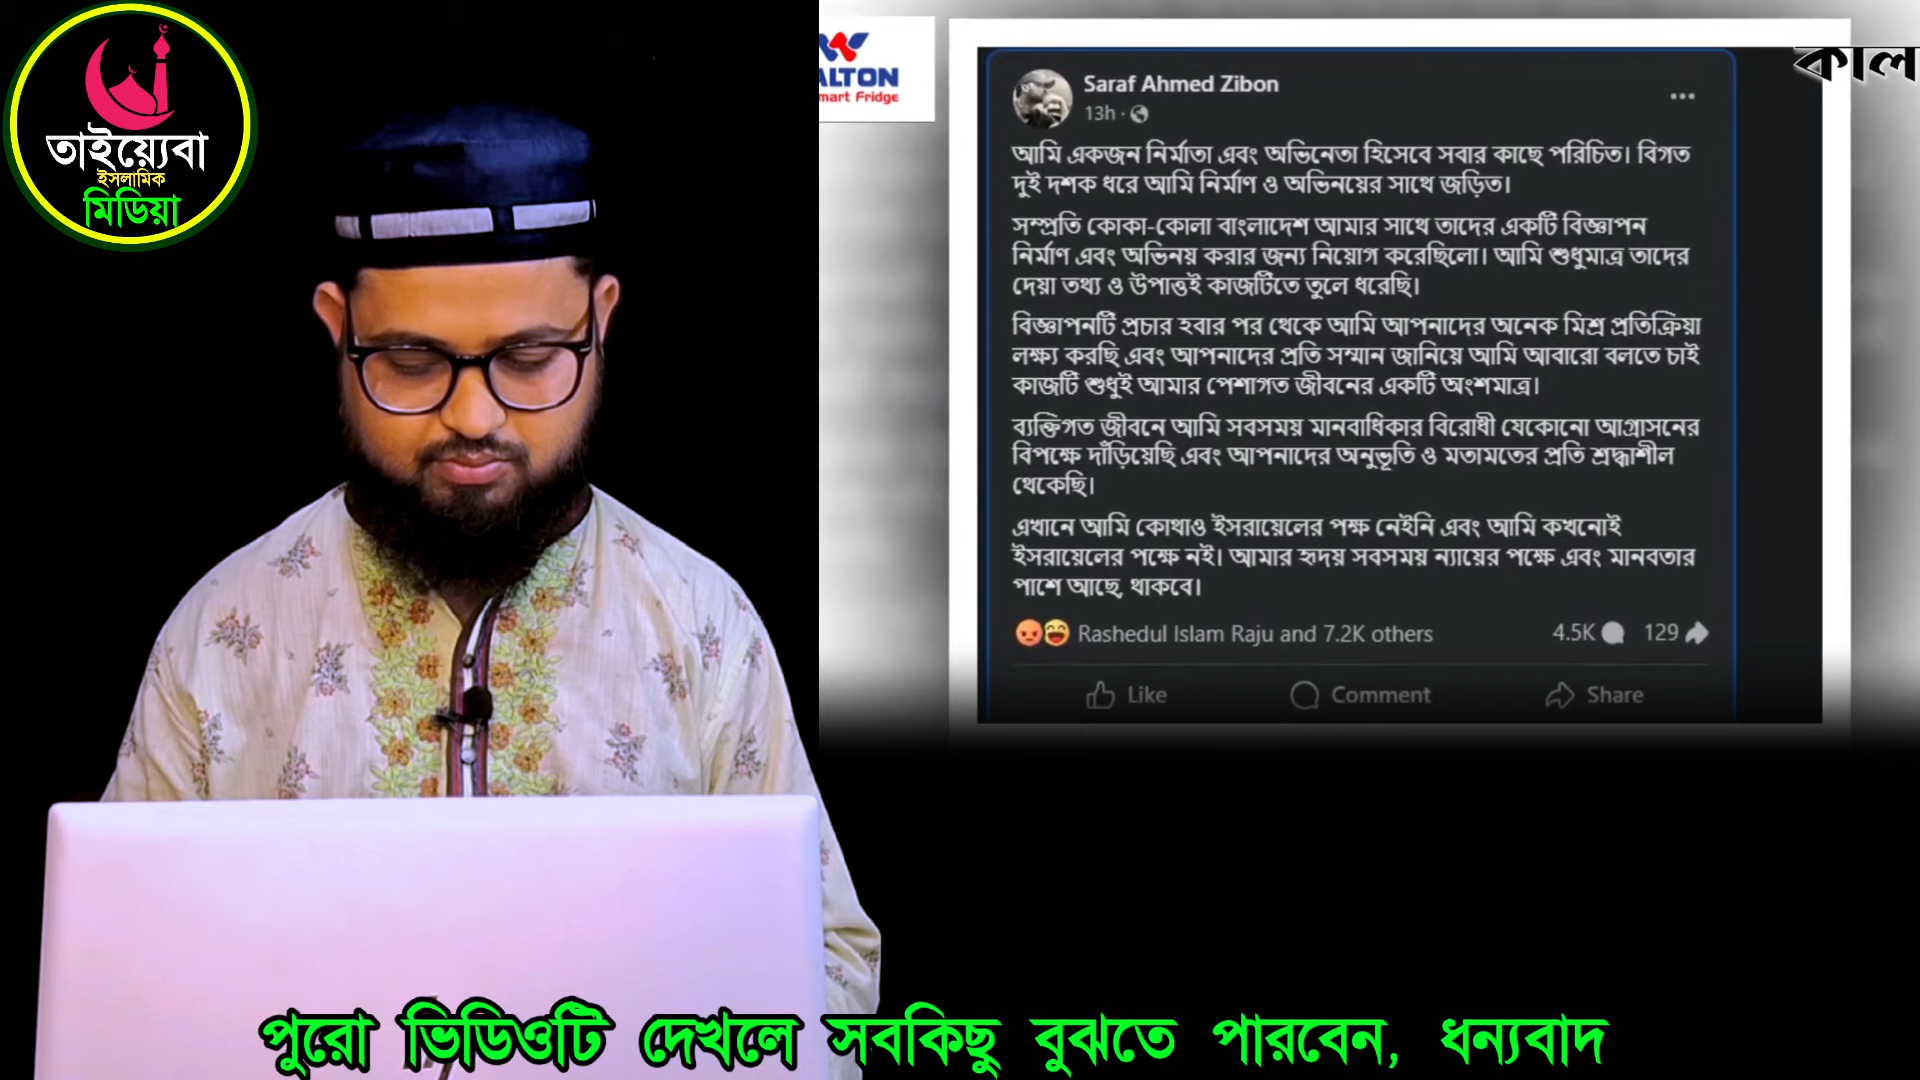 তাইয়্যেবা
ইসলামিক
মিডিয়া
ALTON
mart Fridge
কাল
Saraf Ahmed Zibon
13h
আমি একজন নির্মাতা এবং অভিনেতা হিসেবে সবার কাছে পরিচিত। বিগত
দুই দশক ধরে আমি নির্মাণ ও অভিনয়ের সাথে জড়িত।
সম্প্রতি কোকা-কোলা বাংলাদেশ আমার সাথে তাদের একটি বিজ্ঞাপন
নির্মাণ এবং অভিনয় করার জন্য নিয়োগ করেছিলো। আমি শুধুমাত্র তাদের
দেয়া তথ্য ও উপাত্তই কাজটিতে তুলে ধরেছি।
বিজ্ঞাপনটি প্রচার হবার পর থেকে আমি আপনাদের অনেক মিশ্র প্রতিক্রিয়া
লক্ষ্য করছি এবং আপনাদের প্রতি সম্মান জানিয়ে আমি আবারো বলতে চাই
কাজটি শুধুই আমার পেশাগত জীবনের একটি অংশমাত্র।
ব্যক্তিগত জীবনে আমি সবসময় মানবাধিকার বিরোধী যেকোনো আগ্রাসনের
বিপক্ষে দাঁড়িয়েছি এবং আপনাদের অনুভূতি ও মতামতের প্রতি শ্রদ্ধাশীল
থেকেছি।
এখানে আমি কোথাও ইসরায়েলের পক্ষ নেইনি এবং আমি কখনোই
ইসরায়েলের পক্ষে নই। আমার হৃদয় সবসময় ন্যায়ের পক্ষে এবং মানবতার
পাশে আছে, থাকবে।
Rashedul Islam Raju and 7.2K others 4.5K 129
Like Comment Share
পুরো ভিডিওটি দেখলে সবকিছু বুঝতে পারবেন, ধন্যবাদ